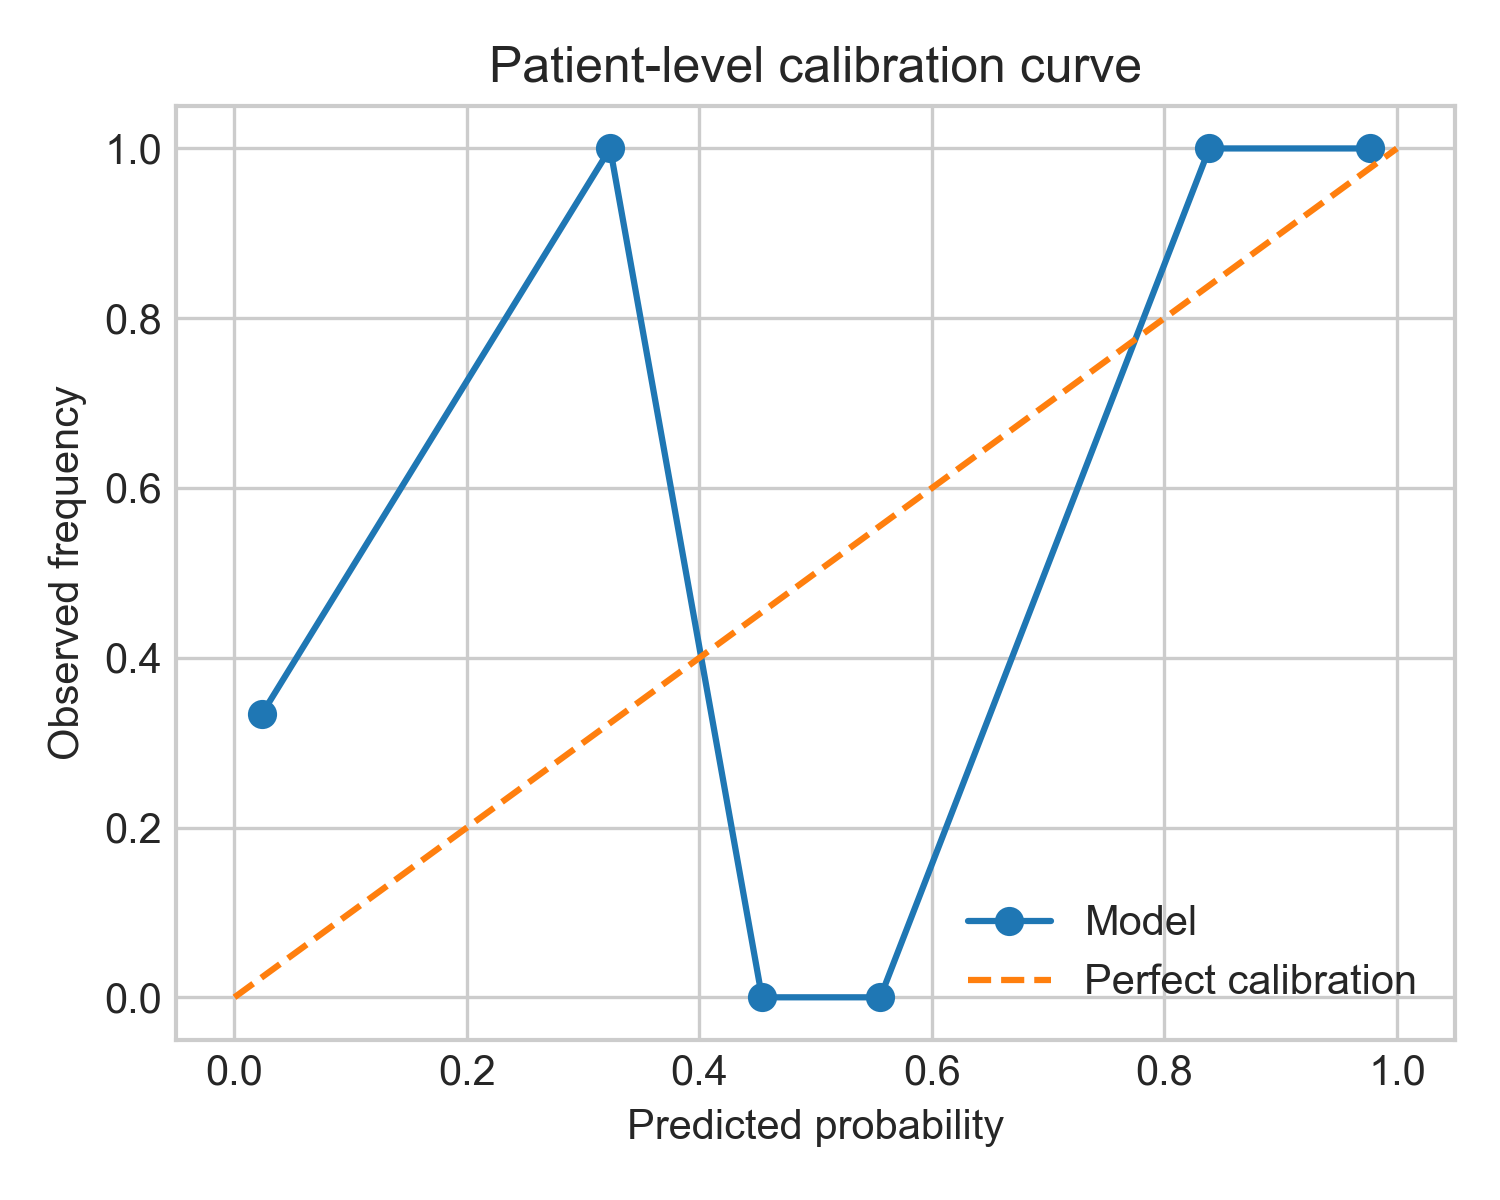 Patient-level calibration curve
1.0
0.8
0.6
0.4
0.2
0.0
Observed frequency
Model
Perfect calibration
0.0 0.2 0.4 0.6 0.8 1.0
Predicted probability